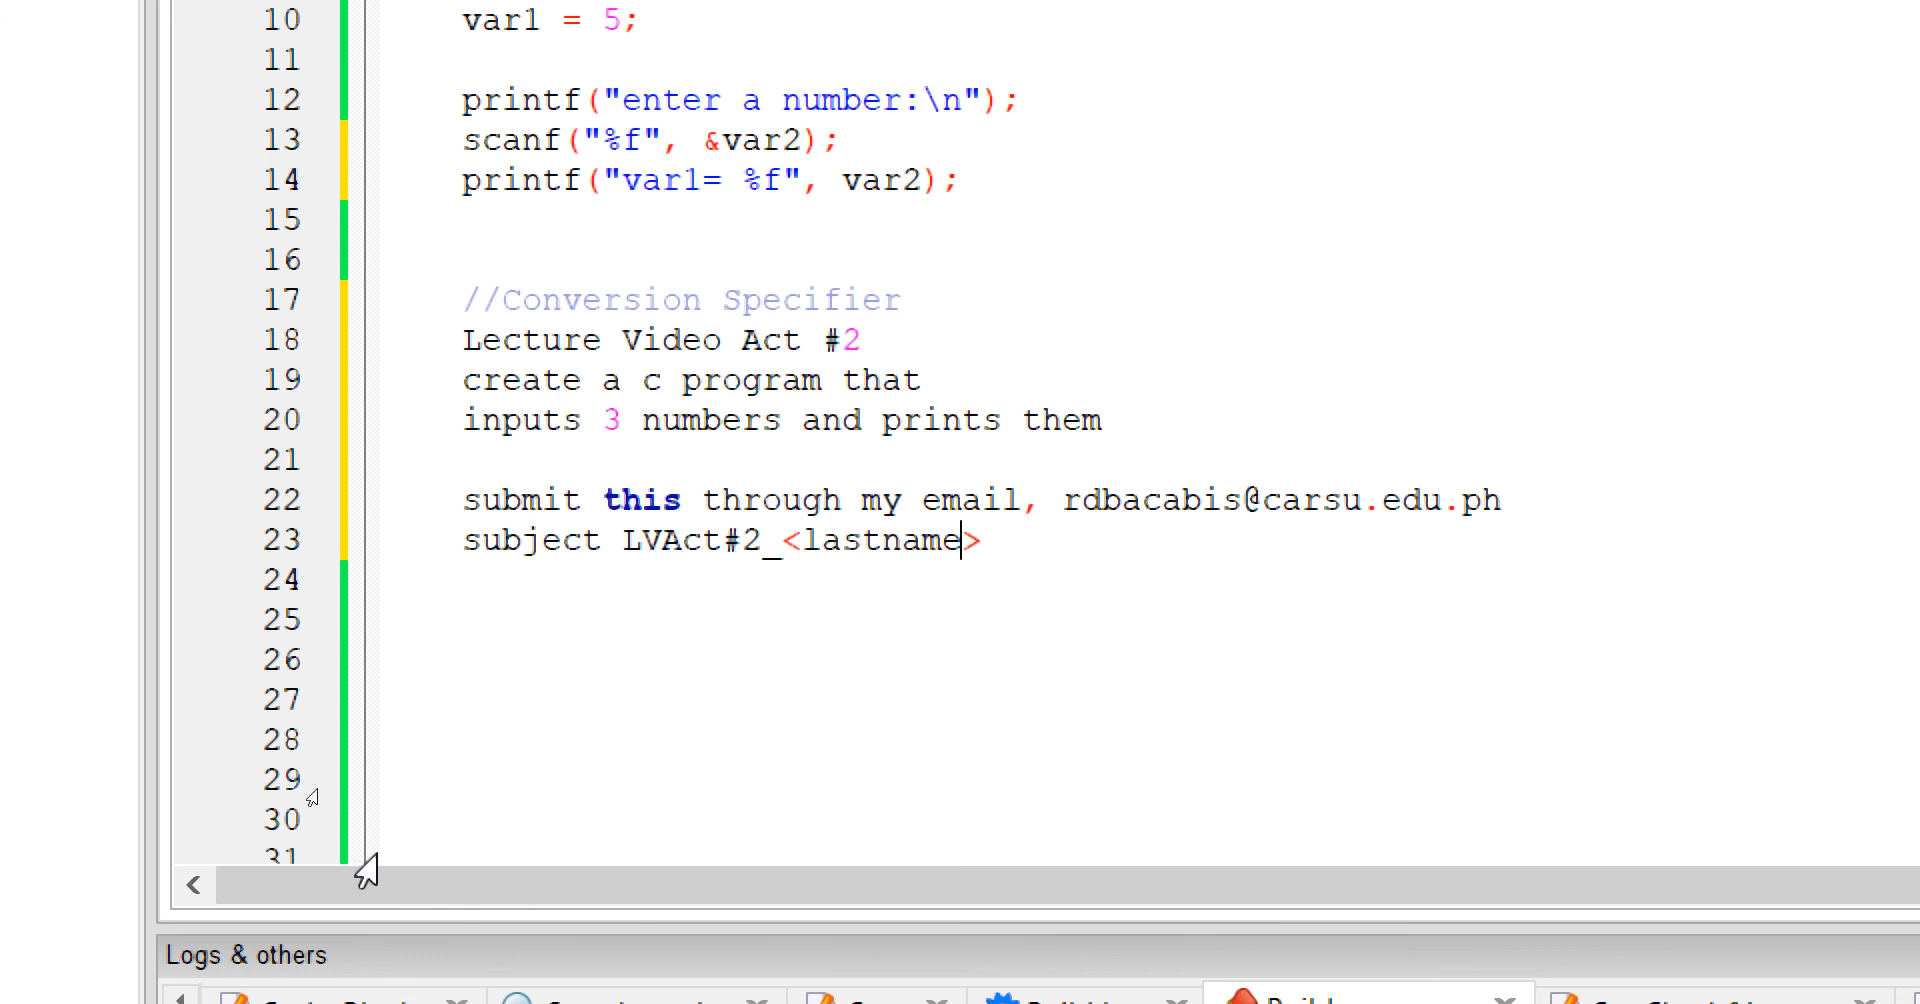 10 var1 = 5;
11
12 printf("enter a number:\n");
13 scanf("%f", &var2);
14 printf("var1= %f", var2);
15
16
17 //Conversion Specifier
18 Lecture Video Act #2
19 create a c program that
20 inputs 3 numbers and prints them
21
22 submit this through my email, rdbacabis@carsu.edu.ph
23 subject LVAct#2_<lastname>
24
25
26
27
28
29
30
31
Logs & others